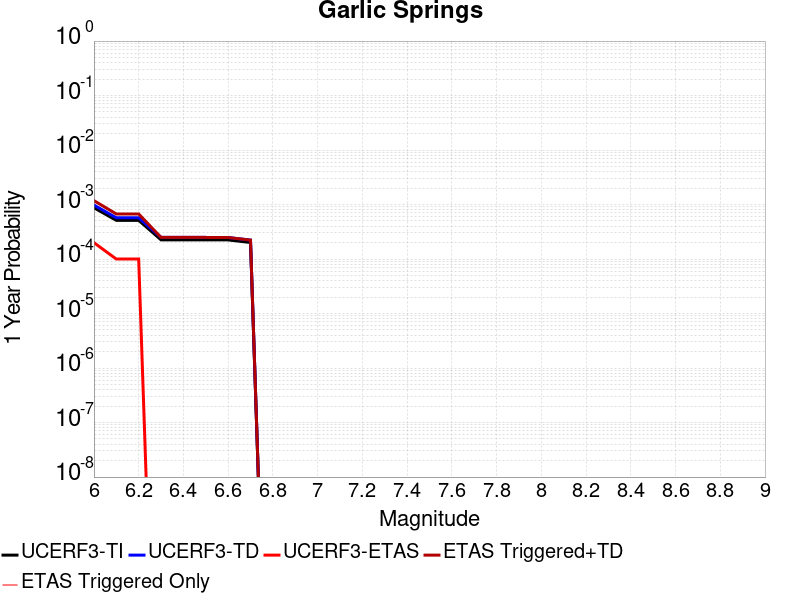 Garlic Springs
10^0
10^-1
10^-2
10^-3
10^-4
10^-5
10^-6
10^-7
10^-8
1 Year Probability
6 6.2 6.4 6.6 6.8 7 7.2 7.4 7.6 7.8 8 8.2 8.4 8.6 8.8 9
Magnitude
UCERF3-TI UCERF3-TD UCERF3-ETAS ETAS Triggered+TD
ETAS Triggered Only